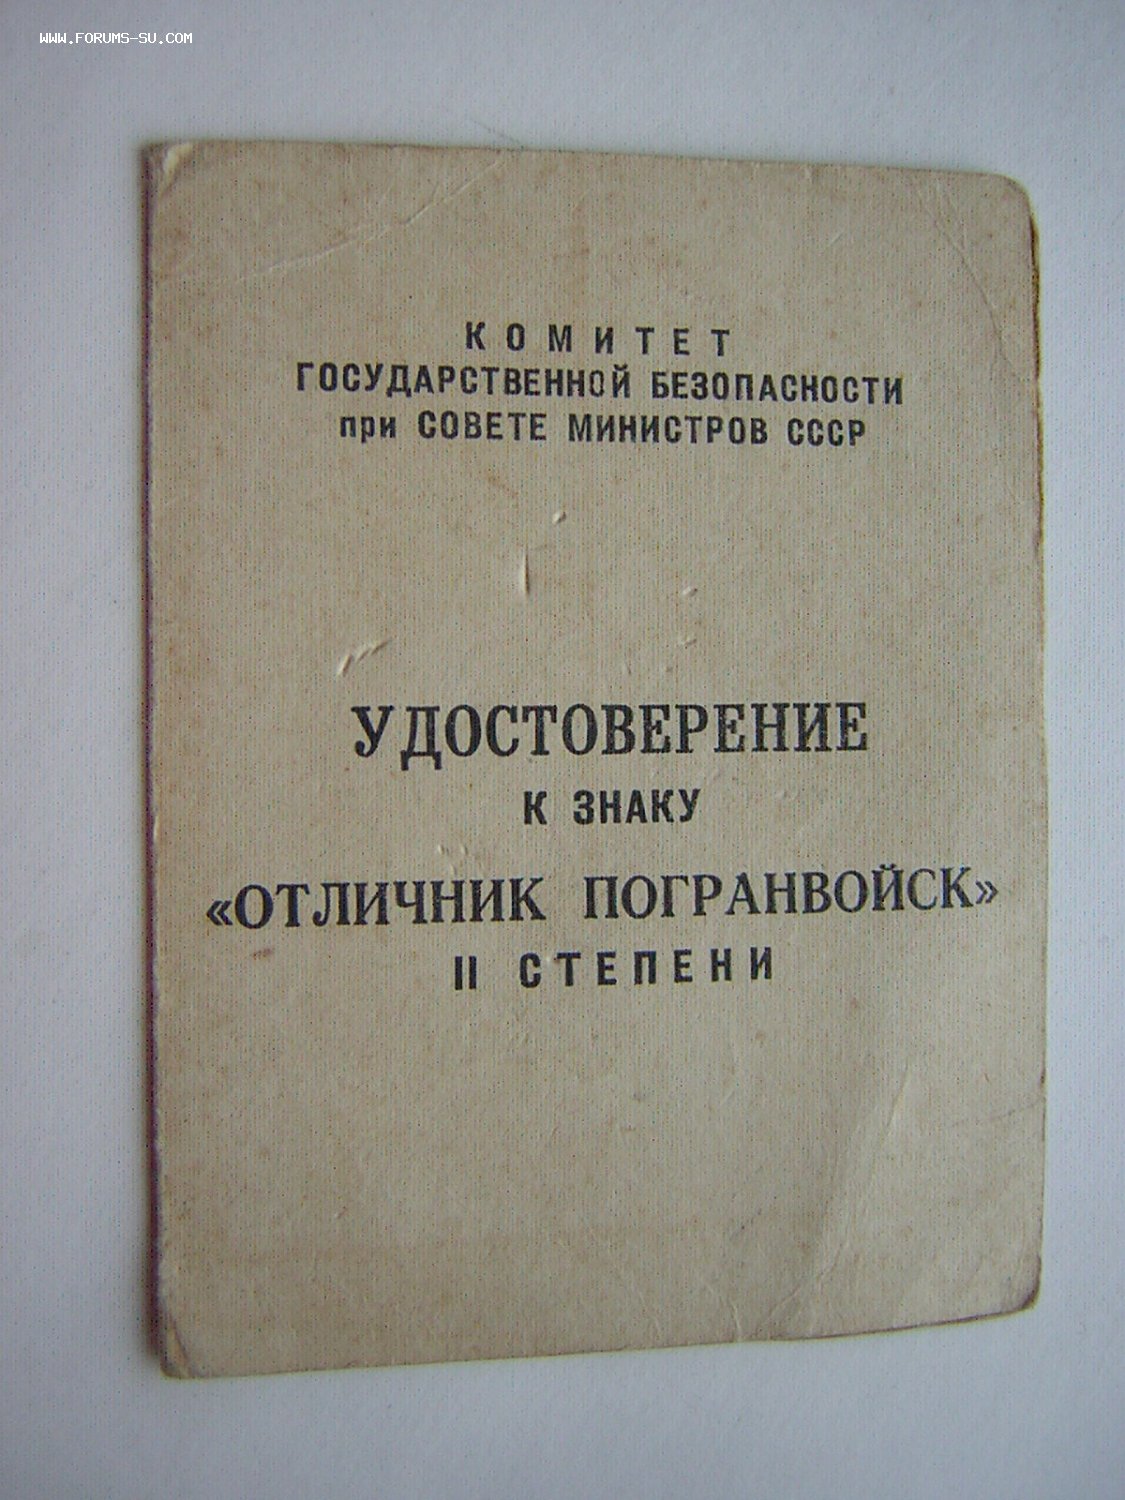 WWW.FORUMS-SU.COM
КОМИТЕТ
ГОСУДАРСТВЕННОЙ БЕЗОПАСНОСТИ
при СОВЕТЕ МИНИСТРОВ СССР
УДОСТОВЕРЕНИЕ
К ЗНАКУ
«ОТЛИЧНИК ПОГРАНВОЙСК»
II СТЕПЕНИ